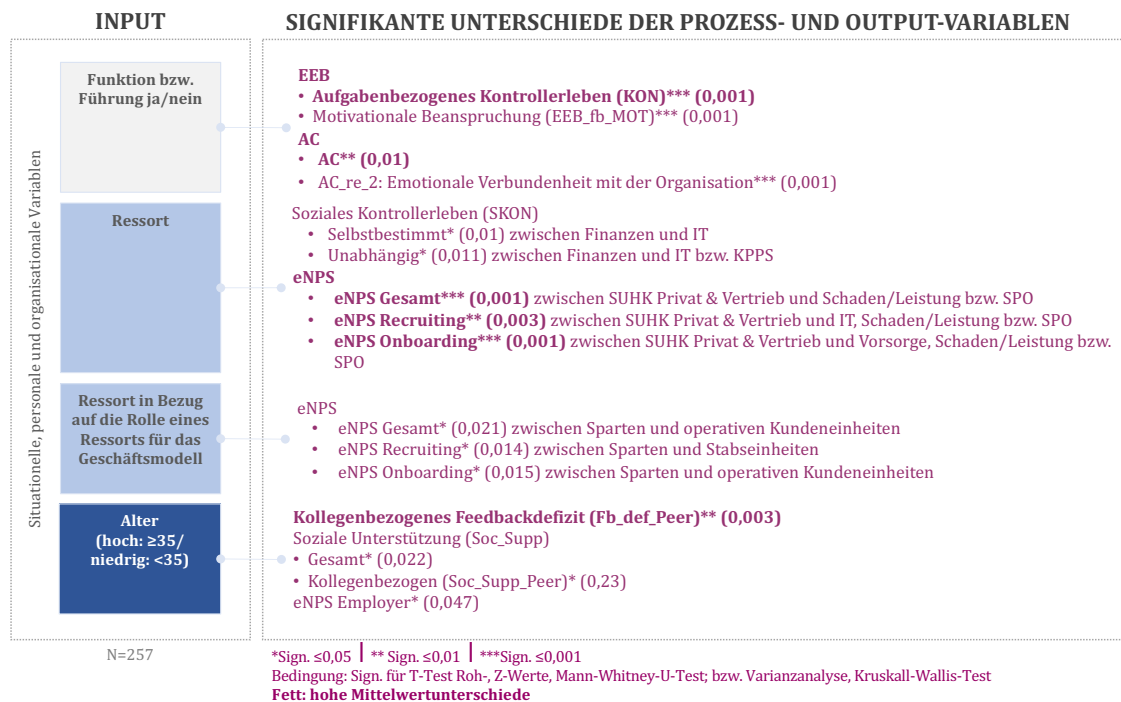 INPUT
SIGNIFIKANTE UNTERSCHIEDE DER PROZESS- UND OUTPUT-VARIABLEN
Situationelle, personale und organisationale Variablen
Funktion bzw.
Führung ja/nein
EEB
• Aufgabenbezogenes Kontrollerleben (KON)*** (0,001)
• Motivationale Beanspruchung (EEB_fb_MOT)*** (0,001)
AC
• AC** (0,01)
• AC_re_2: Emotionale Verbundenheit mit der Organisation*** (0,001)
Ressort
Soziales Kontrollerleben (SKON)
• Selbstbestimmt* (0,01) zwischen Finanzen und IT
• Unabhängig* (0,011) zwischen Finanzen und IT bzw. KPPS
eNPS
• eNPS Gesamt*** (0,001) zwischen SUHK Privat & Vertrieb und Schaden/Leistung bzw. SPO
• eNPS Recruiting** (0,003) zwischen SUHK Privat & Vertrieb und IT, Schaden/Leistung bzw. SPO
• eNPS Onboarding*** (0,001) zwischen SUHK Privat & Vertrieb und Vorsorge, Schaden/Leistung bzw.
SPO
Ressort in Bezug
auf die Rolle eines
Ressorts für das
Geschäftsmodell
eNPS
• eNPS Gesamt* (0,021) zwischen Sparten und operativen Kundeneinheiten
• eNPS Recruiting* (0,014) zwischen Sparten und Stabseinheiten
• eNPS Onboarding* (0,015) zwischen Sparten und operativen Kundeneinheiten
Alter
(hoch: ≥35/
niedrig: <35)
Kollegenbezogenes Feedbackdefizit (Fb_def_Peer)** (0,003)
Soziale Unterstützung (Soc_Supp)
• Gesamt* (0,022)
• Kollegenbezogen (Soc_Supp_Peer)* (0,23)
eNPS Employer* (0,047)
N=257
*Sign. ≤0,05 | ** Sign. ≤0,01 | ***Sign. ≤0,001
Bedingung: Sign. für T-Test Roh-, Z-Werte, Mann-Whitney-U-Test; bzw. Varianzanalyse, Kruskall-Wallis-Test
Fett: hohe Mittelwertunterschiede